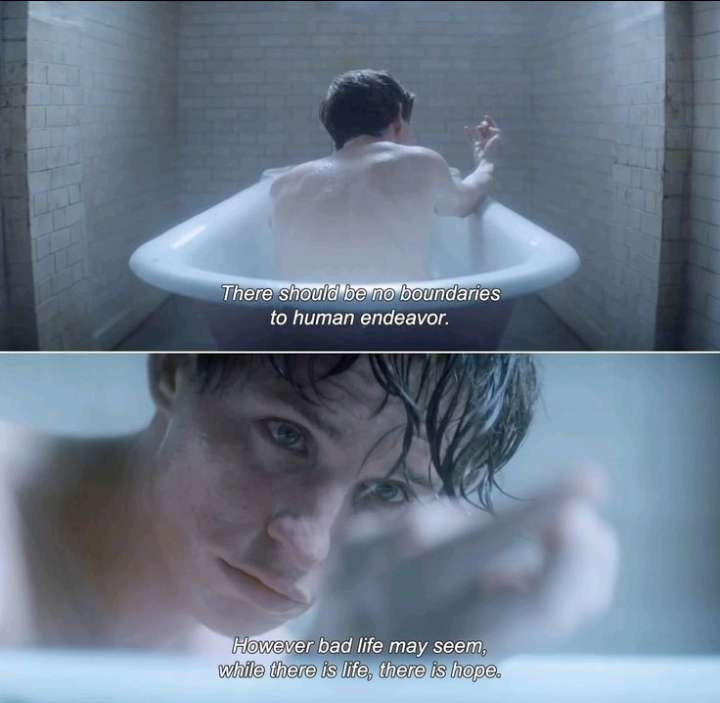 There should be no boundaries
to human endeavor.
However bad life may seem,
while there is life, there is hope.